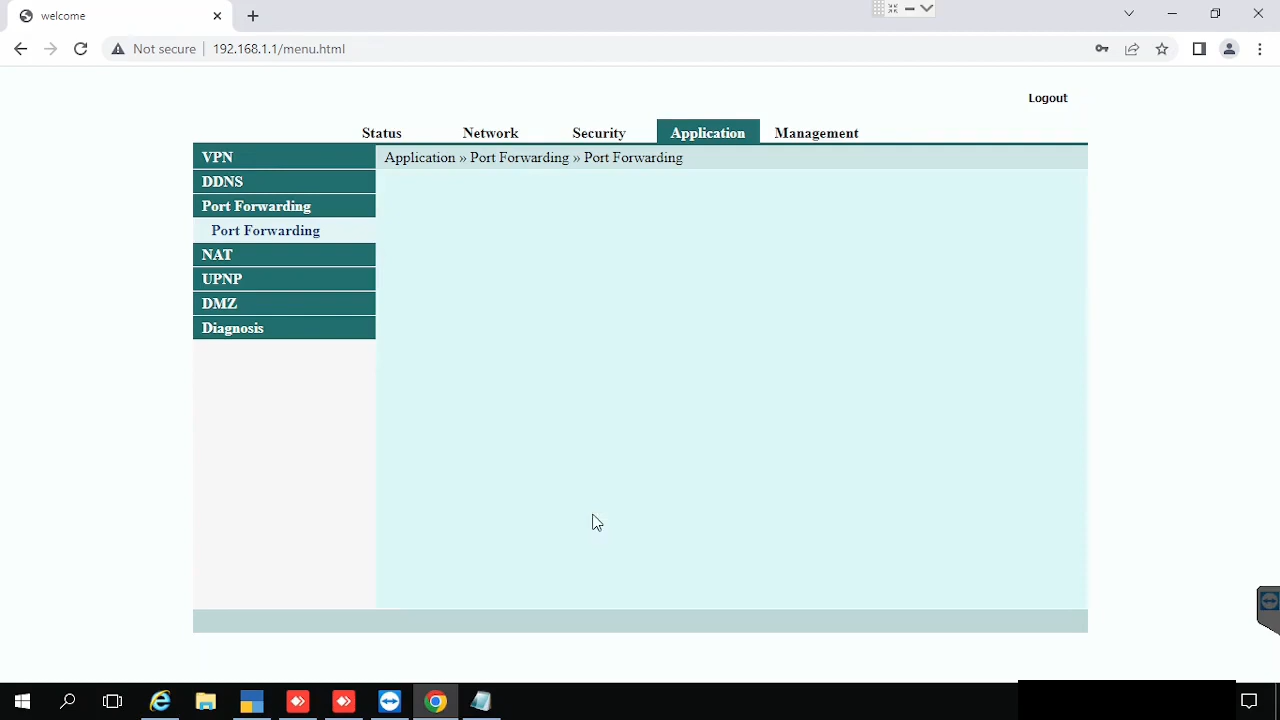 welcome
Not secure
192.168.1.1/menu.html
Logout
Status Network Security Application Management
VPN
Application » Port Forwarding » Port Forwarding
DDNS
Port Forwarding
Port Forwarding
NAT
UPNP
DMZ
Diagnosis